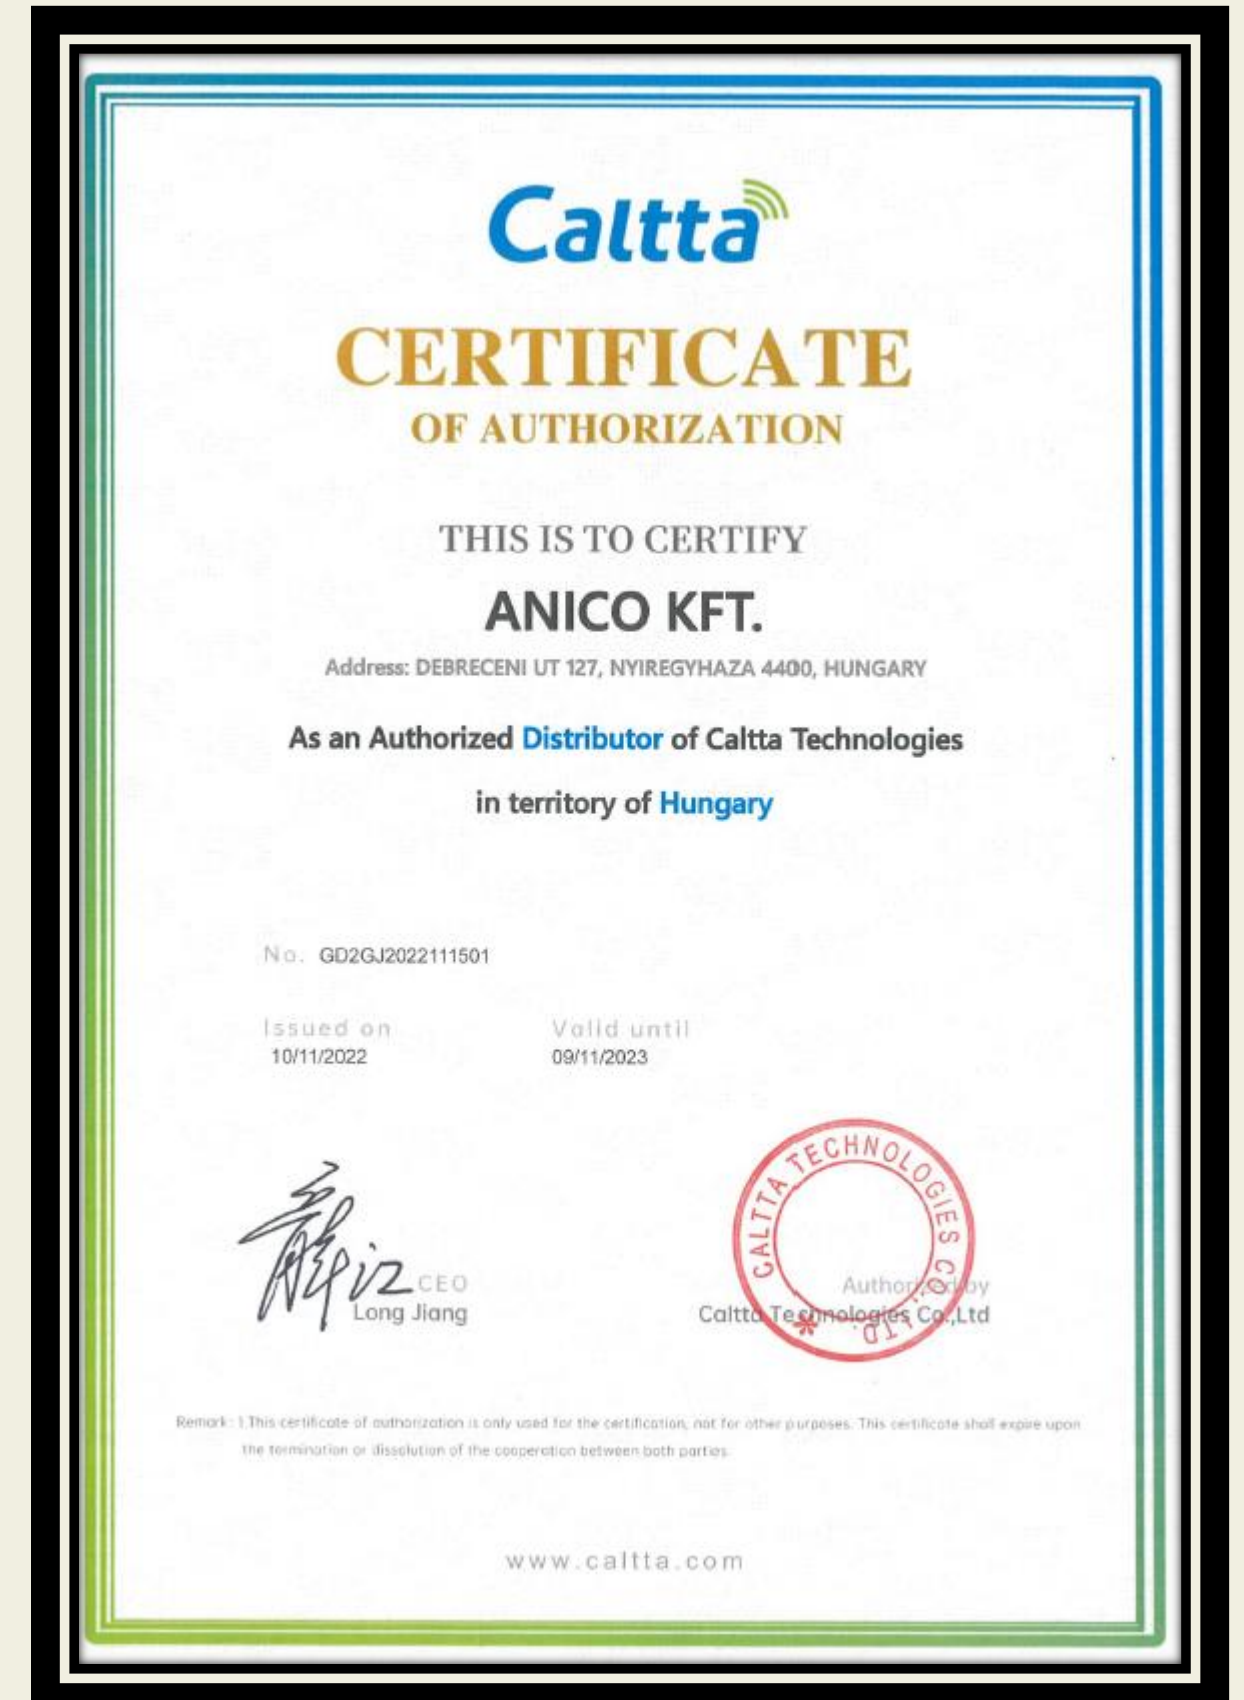 Caltta
CERTIFICATE
OF AUTHORIZATION
THIS IS TO CERTIFY
ANICO KFT.
Address: DEBRECENI UT 127, NYIREGYHAZA 4400, HUNGARY
As an Authorized Distributor of Caltta Technologies
in territory of Hungary
No. GD2GJ2022111501
Issued on Valid until
10/11/2022 09/11/2023
CALTTA TECHNOLOGIES CO., LTD.
CEO Authorized by
Long Jiang Caltta Technologies Co.,Ltd
Remark: 1.This certificate of authorization is only used for the certification, not for other purposes. This certificate shall expire upon
the termination or dissolution of the cooperation between both parties.
www.caltta.com